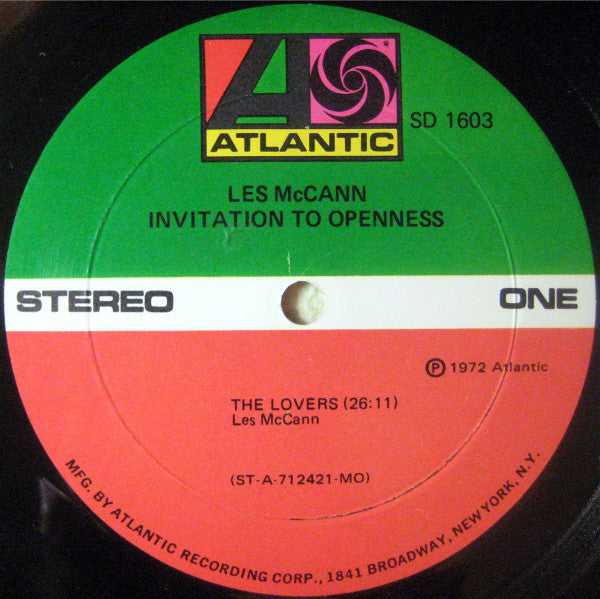 ATLANTIC
SD 1603
LES McCANN
INVITATION TO OPENNESS
STEREO
ONE
Ⓟ 1972 Atlantic
THE LOVERS (26:11)
Les McCann
(ST-A-712421-MO)
MFG. BY ATLANTIC RECORDING CORP., 1841 BROADWAY, NEW YORK, N.Y.